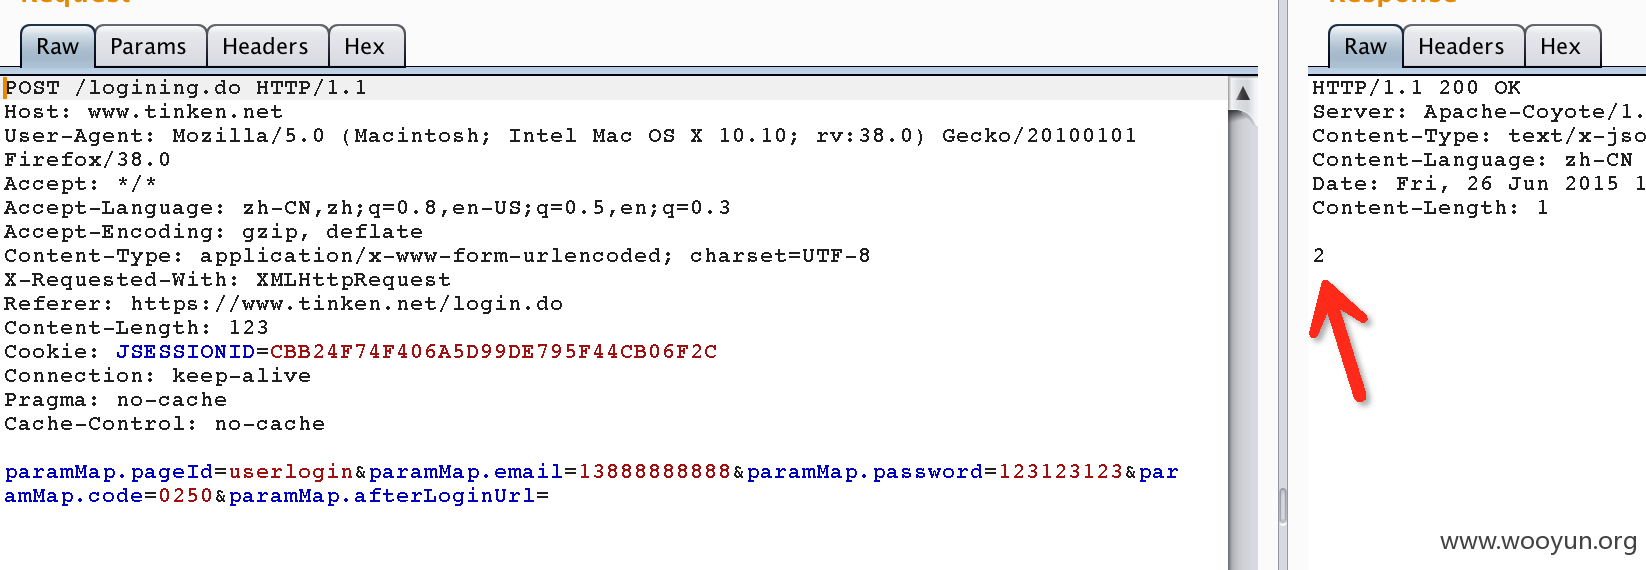 Request
Raw Params Headers Hex
POST /logining.do HTTP/1.1
Host: www.tinken.net
User-Agent: Mozilla/5.0 (Macintosh; Intel Mac OS X 10.10; rv:38.0) Gecko/20100101
Firefox/38.0
Accept: */*
Accept-Language: zh-CN,zh;q=0.8,en-US;q=0.5,en;q=0.3
Accept-Encoding: gzip, deflate
Content-Type: application/x-www-form-urlencoded; charset=UTF-8
X-Requested-With: XMLHttpRequest
Referer: https://www.tinken.net/login.do
Content-Length: 123
Cookie: JSESSIONID=CBB24F74F406A5D99DE795F44CB06F2C
Connection: keep-alive
Pragma: no-cache
Cache-Control: no-cache
paramMap.pageId=userlogin&paramMap.email=13888888888&paramMap.password=123123123&par
amMap.code=0250&paramMap.afterLoginUrl=
Response
Raw Headers Hex
HTTP/1.1 200 OK
Server: Apache-Coyote/1.
Content-Type: text/x-jso
Content-Language: zh-CN
Date: Fri, 26 Jun 2015 1
Content-Length: 1
2
www.wooyun.org